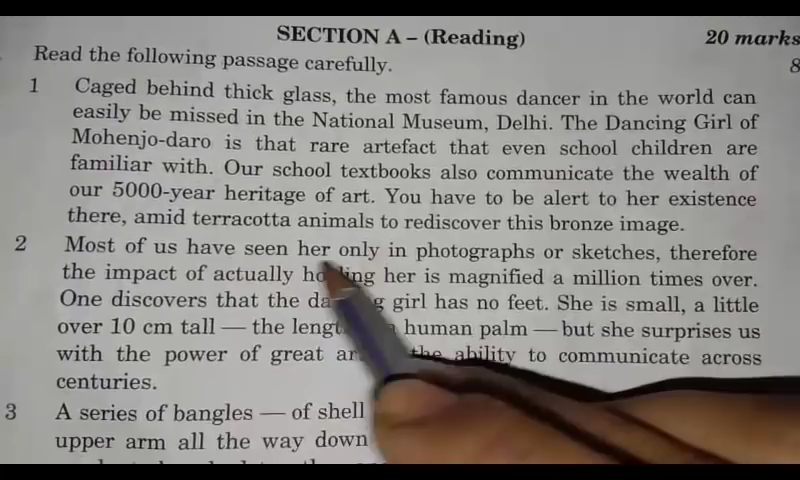 SECTION A – (Reading) 20 marks
Read the following passage carefully. 8
1 Caged behind thick glass, the most famous dancer in the world can
easily be missed in the National Museum, Delhi. The Dancing Girl of
Mohenjo-daro is that rare artefact that even school children are
familiar with. Our school textbooks also communicate the wealth of
our 5000-year heritage of art. You have to be alert to her existence
there, amid terracotta animals to rediscover this bronze image.
2 Most of us have seen her only in photographs or sketches, therefore
the impact of actually holding her is magnified a million times over.
One discovers that the dancing girl has no feet. She is small, a little
over 10 cm tall — the length human palm — but she surprises us
with the power of great the ability to communicate across
centuries.
3 A series of bangles — of shell
upper arm all the way down